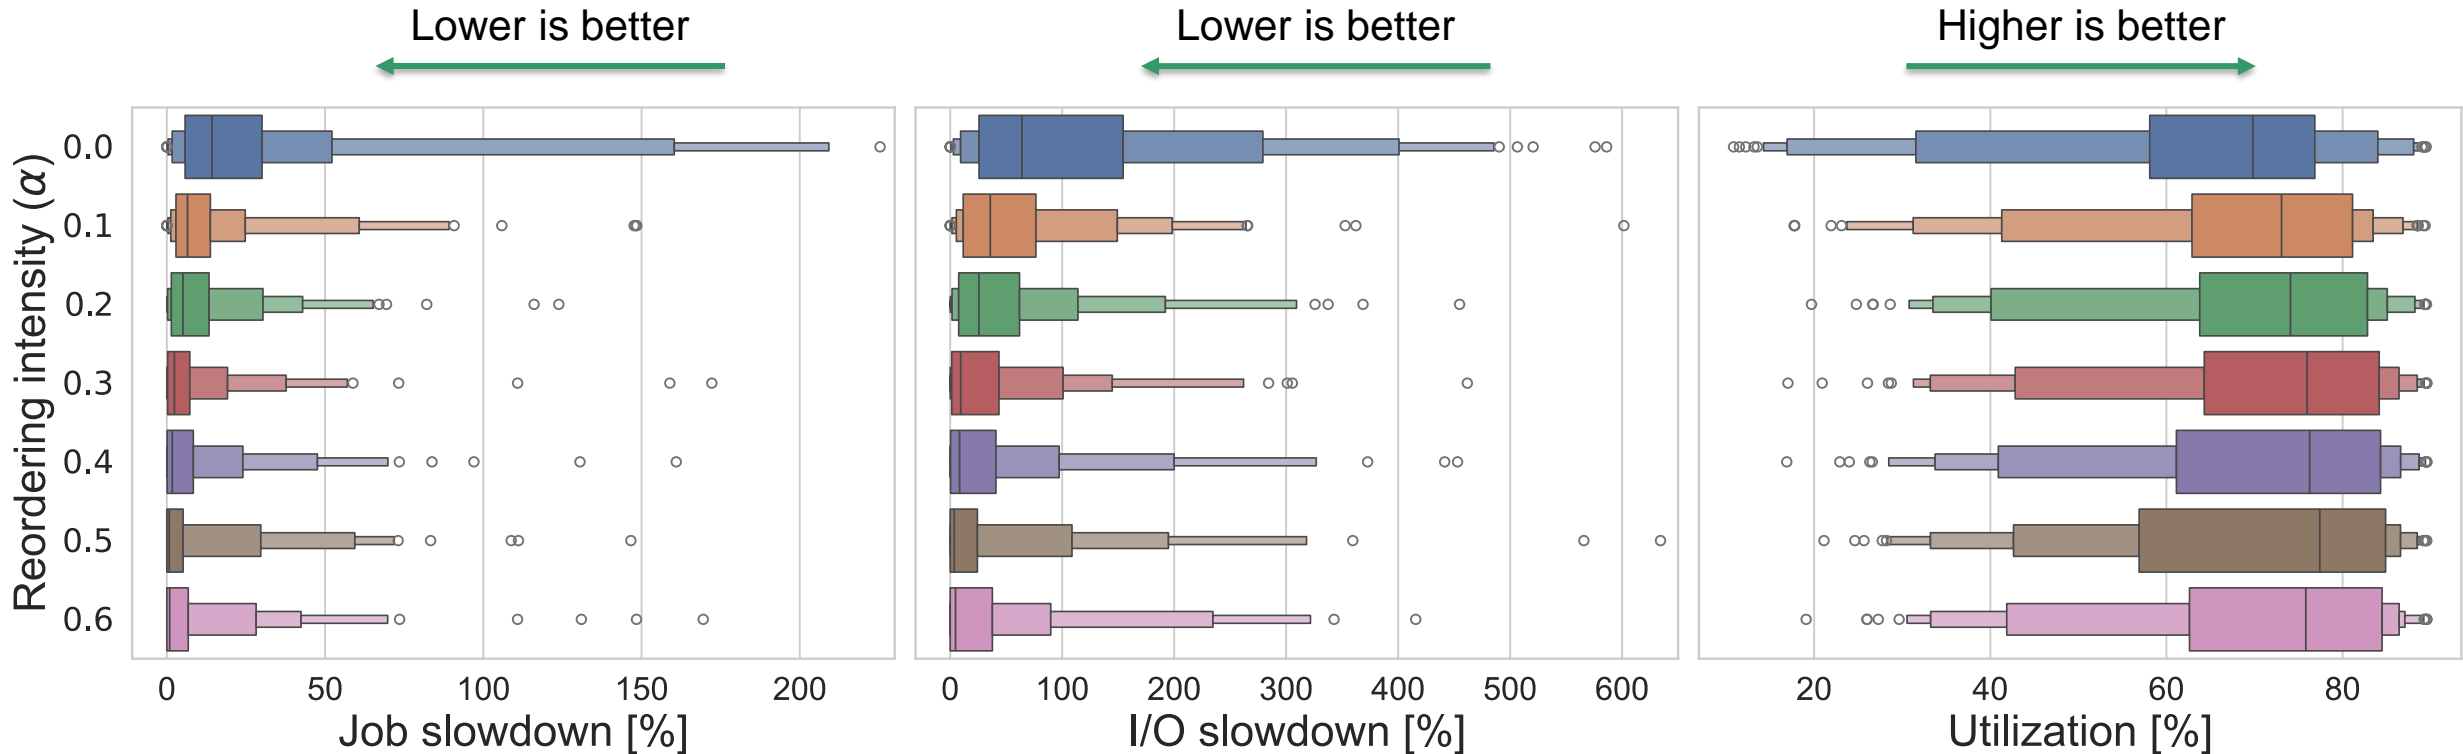 Lower is better
Lower is better
Higher is better
Reordering intensity (α)
0.0
0.1
0.2
0.3
0.4
0.5
0.6
0 50 100 150 200
0 100 200 300 400 500 600
20 40 60 80
Job slowdown [%]
I/O slowdown [%]
Utilization [%]